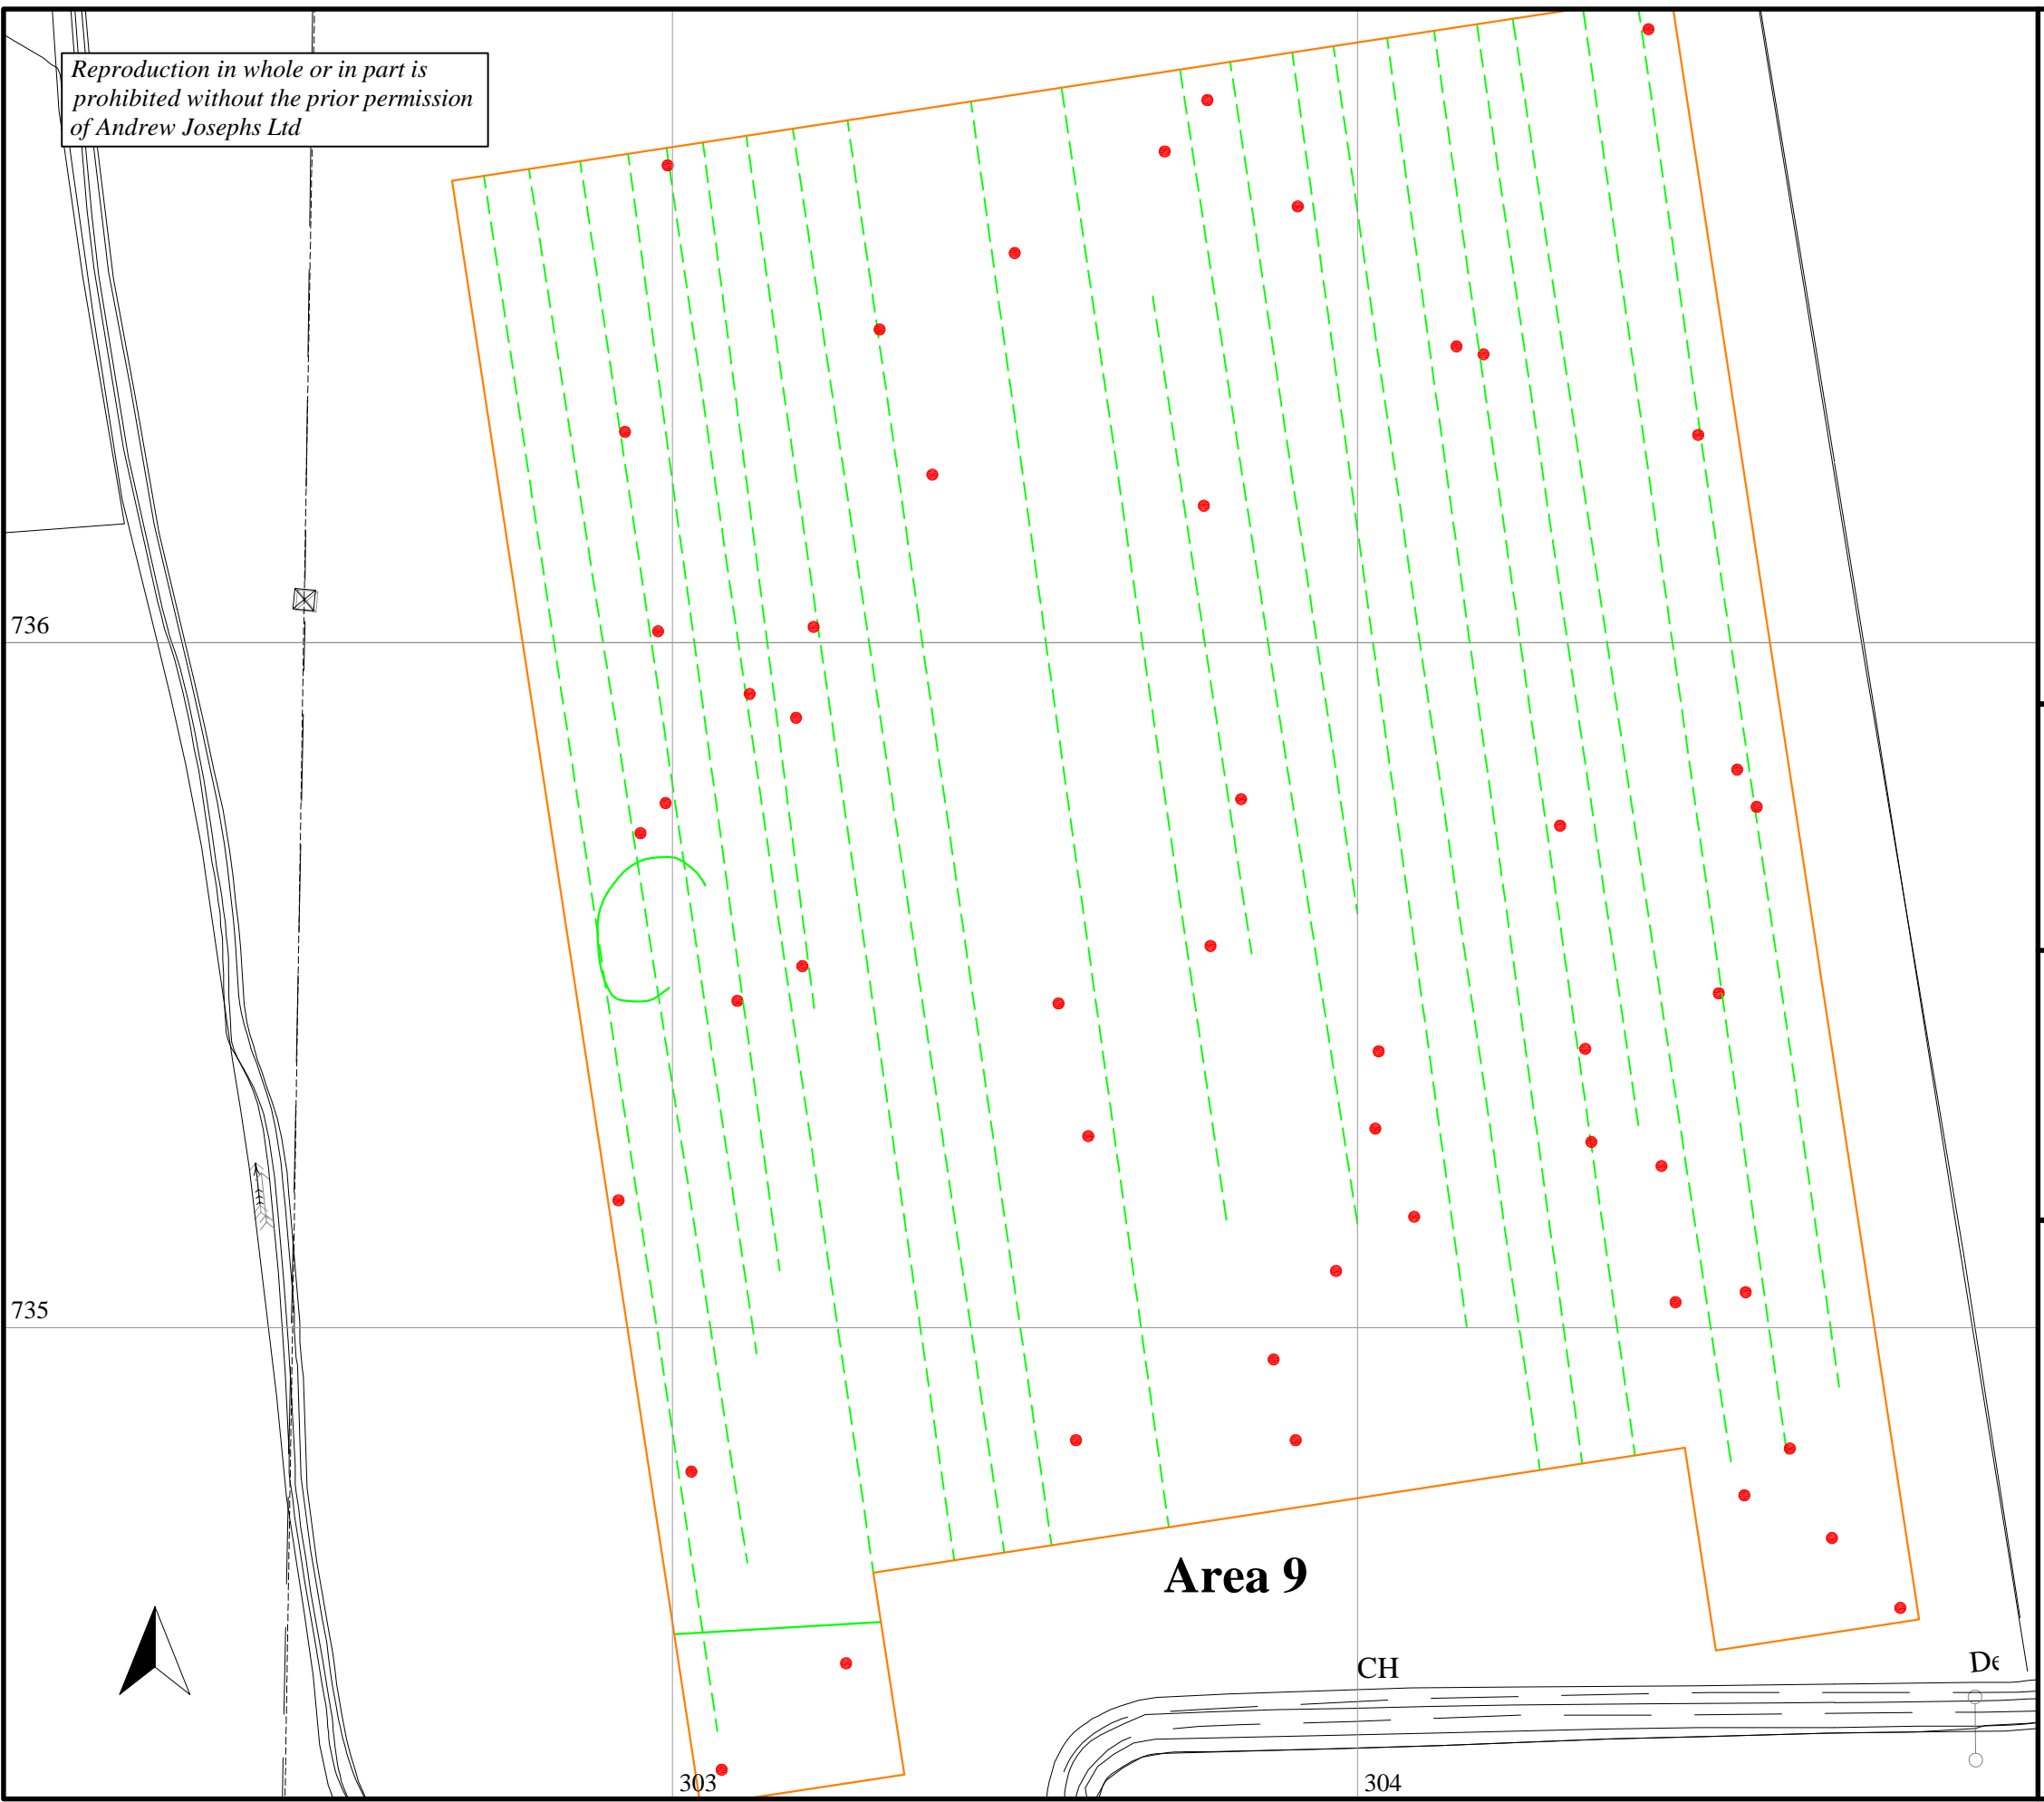 Reproduction in whole or in part is
prohibited without the prior permission
of Andrew Josephs Ltd
736
735
Area 9
CH
De
303
304